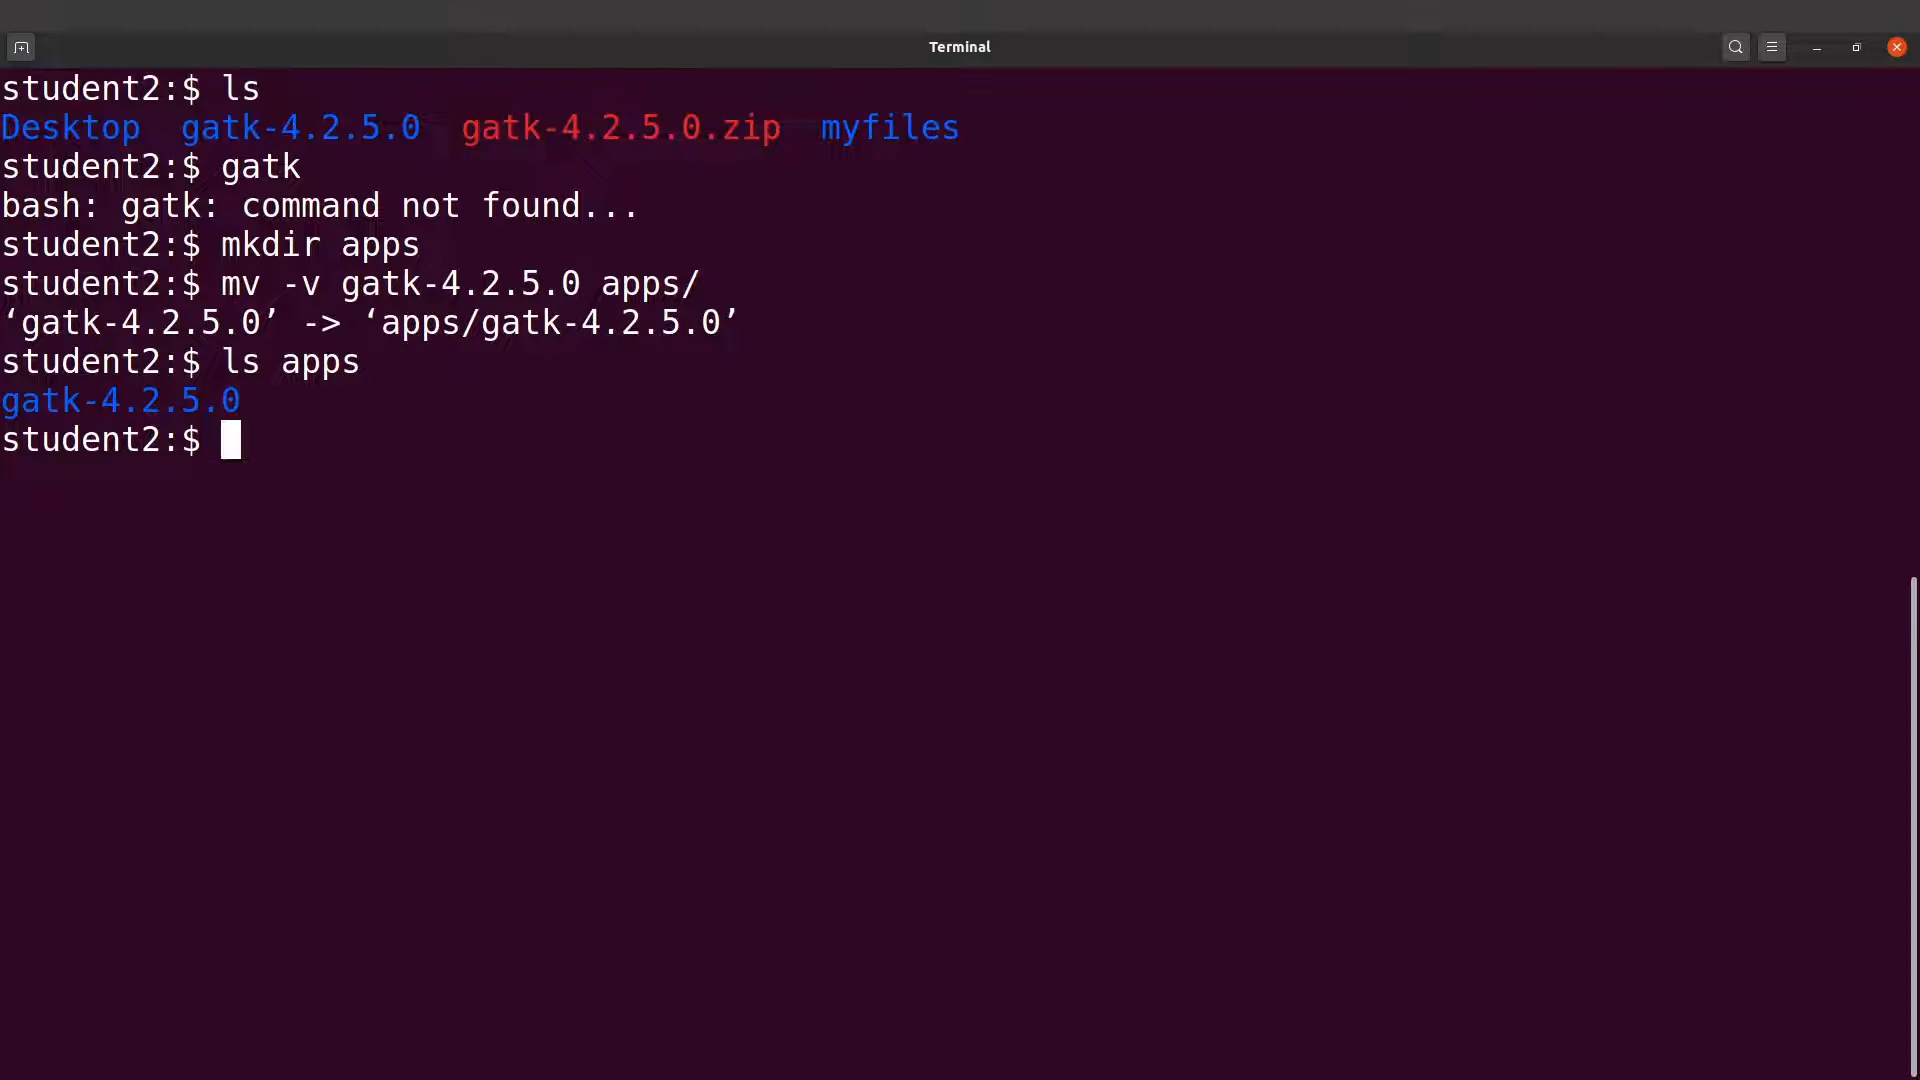 Terminal
student2:$ ls
Desktop  gatk-4.2.5.0  gatk-4.2.5.0.zip  myfiles
student2:$ gatk
bash: gatk: command not found...
student2:$ mkdir apps
student2:$ mv -v gatk-4.2.5.0 apps/
‘gatk-4.2.5.0’ -> ‘apps/gatk-4.2.5.0’
student2:$ ls apps
gatk-4.2.5.0
student2:$